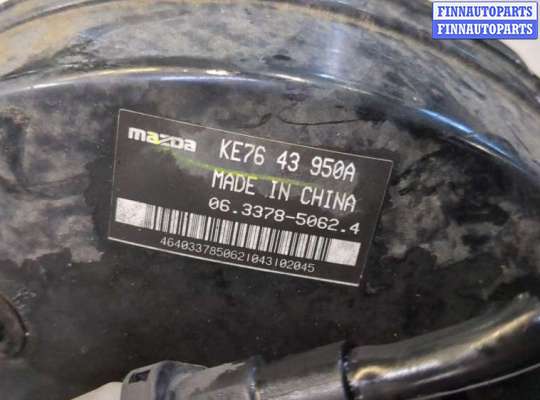 FINNAUTOPARTS
FINNAUTOPARTS
mazda KE76 43 950A
MADE IN CHINA
06.3378-5062.4
4640337850621043102045